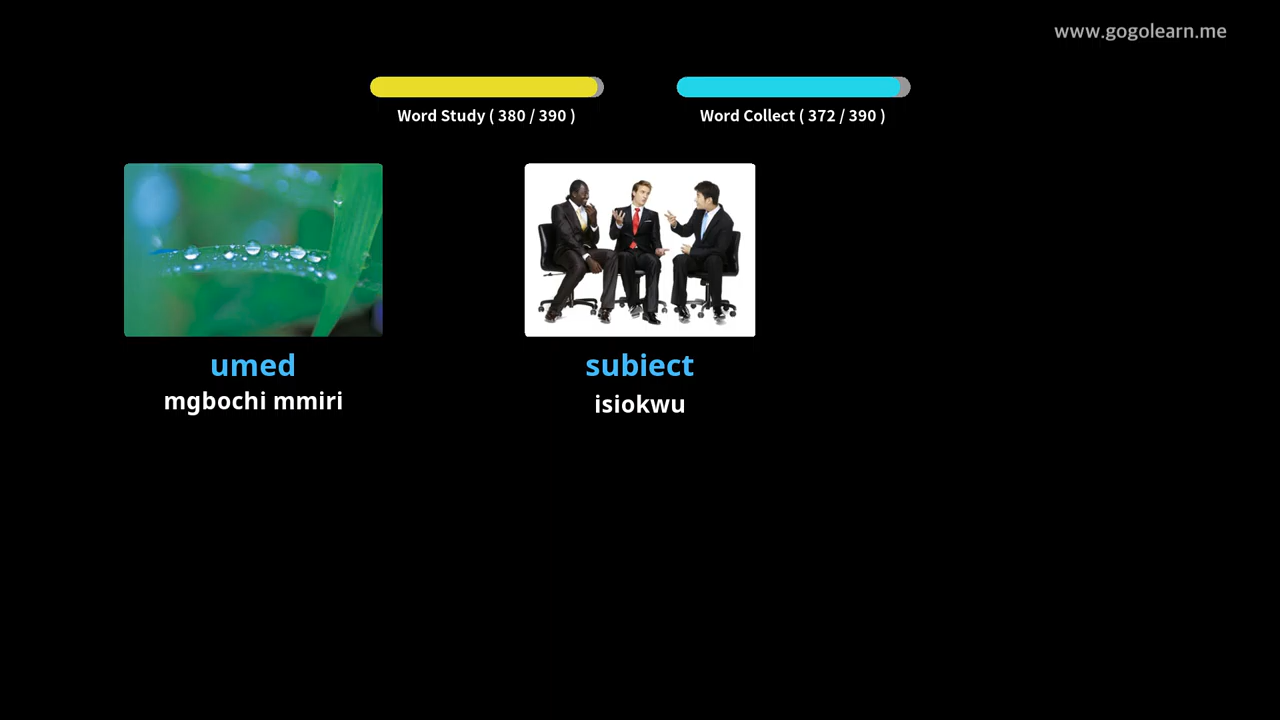 www.gogolearn.me
Word Study ( 380 / 390 )
Word Collect ( 372 / 390 )
umed
mgbochi mmiri
subiect
isiokwu